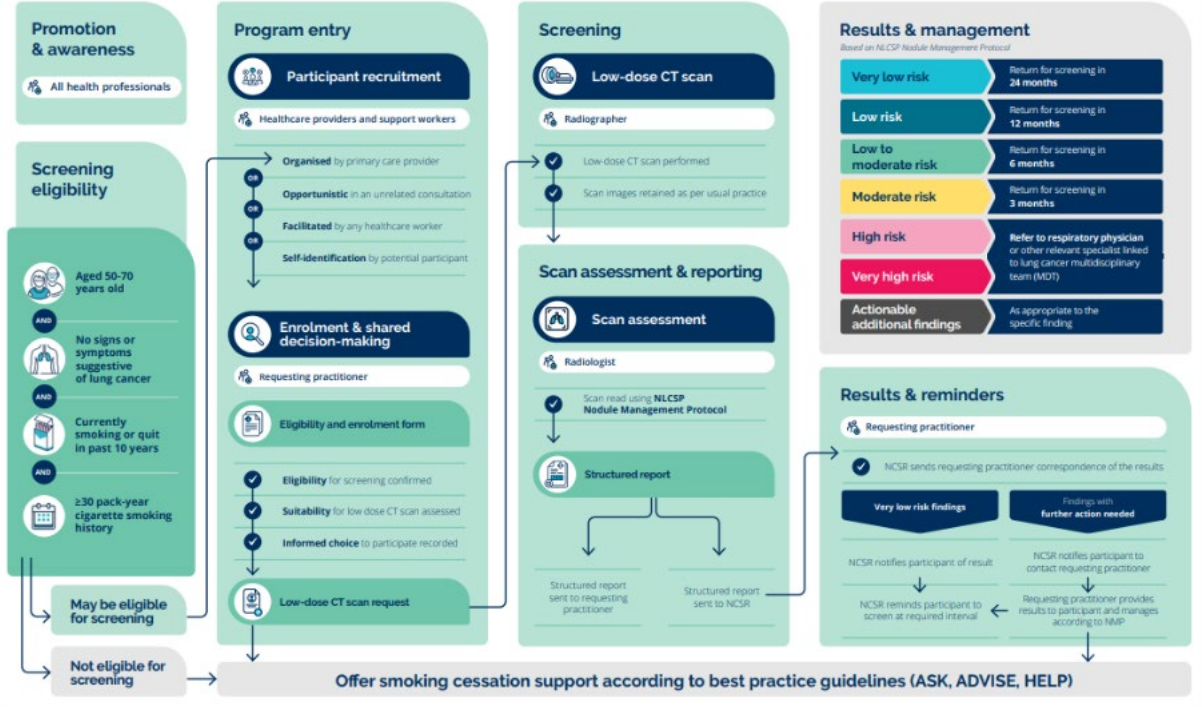 Promotion
& awareness
All health professionals
Screening
eligibility
Aged 50-70
years old
AND
No signs or
symptoms
suggestive
of lung cancer
AND
Currently
smoking or quit
in past 10 years
AND
≥30 pack-year
cigarette smoking
history
May be eligible
for screening
Not eligible for
screening
Program entry
Participant recruitment
Healthcare providers and support workers
Organised by primary care provider
OR
Opportunistic in an unrelated consultation
OR
Facilitated by any healthcare worker
OR
Self-identification by potential participant
Enrolment & shared
decision-making
Requesting practitioner
Eligibility and enrolment form
Eligibility for screening confirmed
Suitability for low dose CT scan assessed
Informed choice to participate recorded
Low-dose CT scan request
Screening
Low-dose CT scan
Radiographer
Low-dose CT scan performed
Scan images retained as per usual practice
Scan assessment & reporting
Scan assessment
Radiologist
Scan read using NLCSP
Nodule Management Protocol
Structured report
Structured report
sent to requesting
practitioner
Structured report
sent to NCSR
Results & management
Based on NLCSP Nodule Management Protocol
Very low risk
Return for screening in
24 months
Low risk
Return for screening in
12 months
Low to
moderate risk
Return for screening in
6 months
Moderate risk
Return for screening in
3 months
High risk
Very high risk
Refer to respiratory physician
or other relevant specialist linked
to lung cancer multidisciplinary
team (MDT)
Actionable
additional findings
As appropriate to the
specific finding
Results & reminders
Requesting practitioner
NCSR sends requesting practitioner correspondence of the results
Very low risk findings
Findings with
further action needed
NCSR notifies participant of result
NCSR notifies participant to
contact requesting practitioner
NCSR reminds participant to
screen at required interval
Requesting practitioner provides
results to participant and manages
according to NMP
Offer smoking cessation support according to best practice guidelines (ASK, ADVISE, HELP)